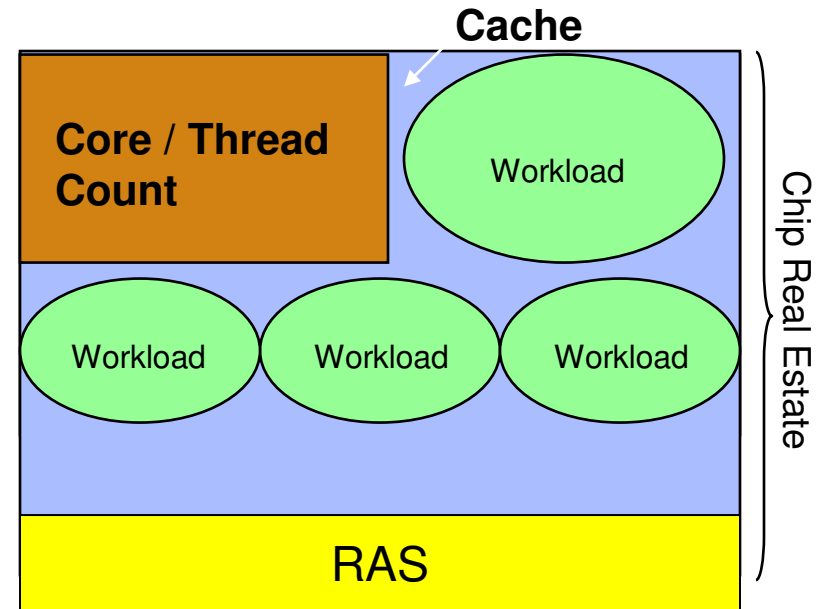 Cache
Core / Thread
Count
Workload
Workload
Workload
Workload
Chip Real Estate
RAS